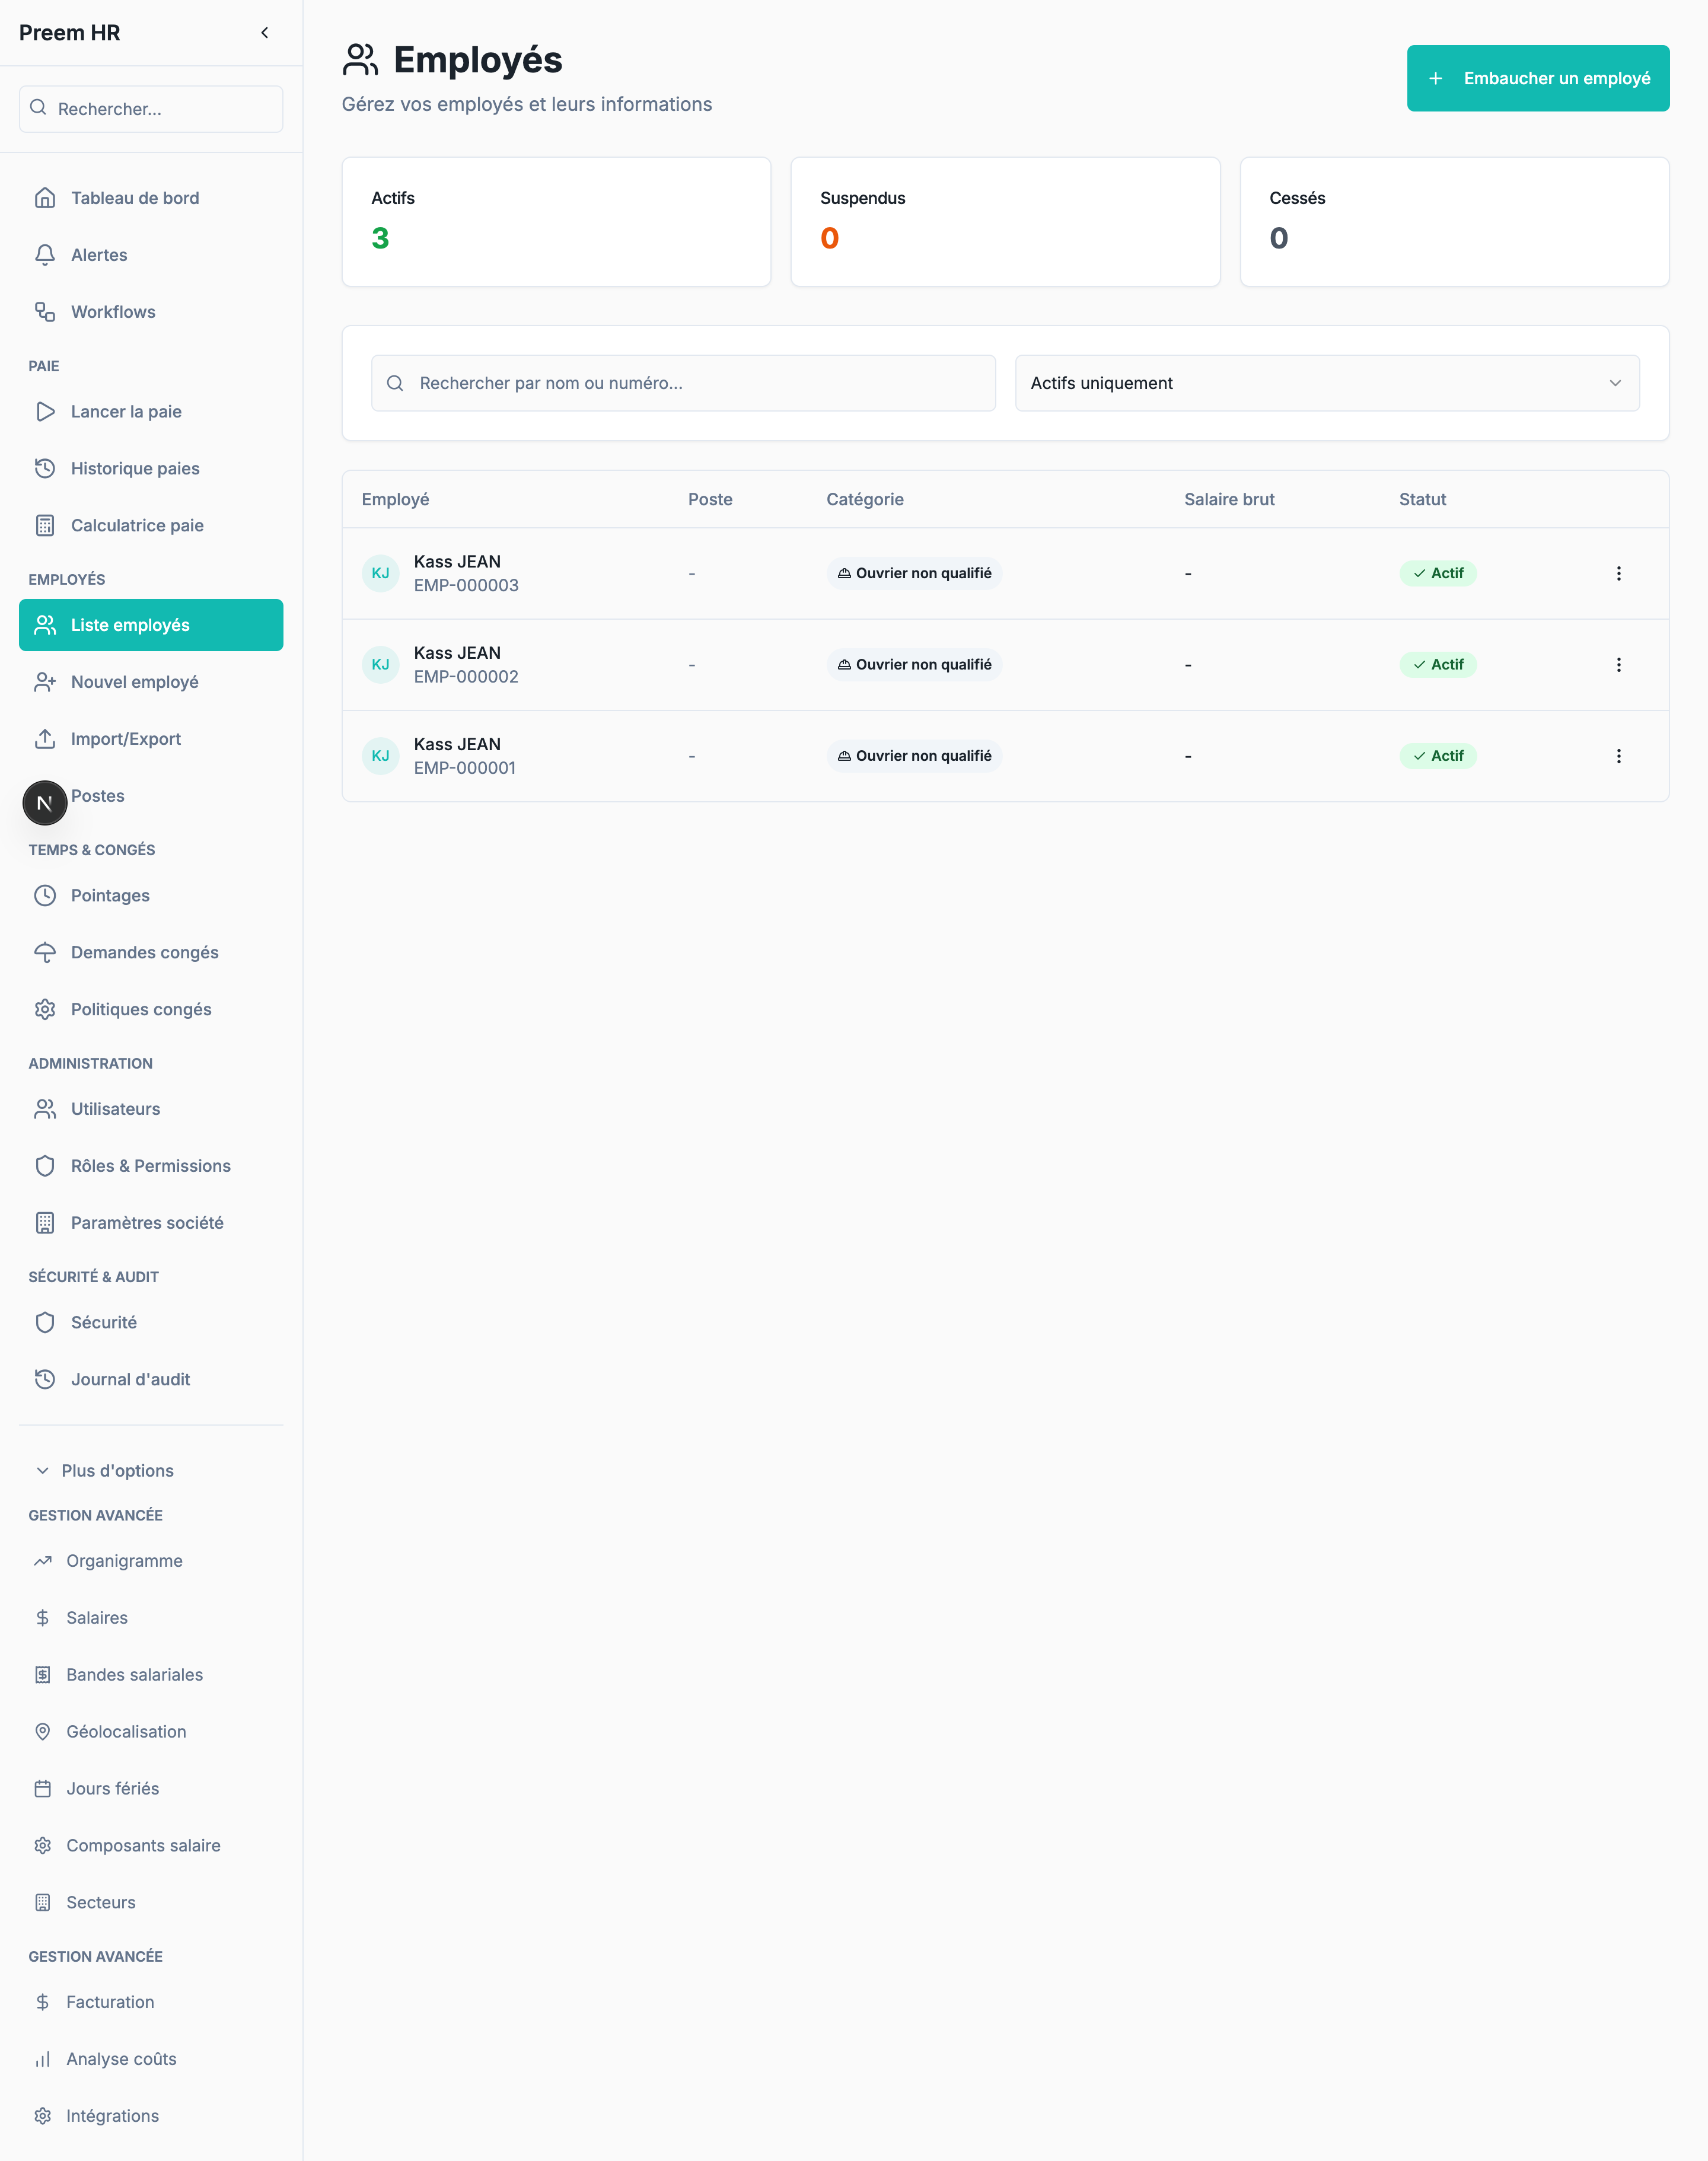 Preem HR
Rechercher...
Tableau de bord
Alertes
Workflows
PAIE
Lancer la paie
Historique paies
Calculatrice paie
EMPLOYÉS
Liste employés
Nouvel employé
Import/Export
N
Postes
TEMPS & CONGÉS
Pointages
Demandes congés
Politiques congés
ADMINISTRATION
Utilisateurs
Rôles & Permissions
Paramètres société
SÉCURITÉ & AUDIT
Sécurité
Journal d'audit
Plus d'options
GESTION AVANCÉE
Organigramme
Salaires
Bandes salariales
Géolocalisation
Jours fériés
Composants salaire
Secteurs
GESTION AVANCÉE
Facturation
Analyse coûts
Intégrations
Employés
Gérez vos employés et leurs informations
+ Embaucher un employé
Actifs
3
Suspendus
0
Cessés
0
Rechercher par nom ou numéro...
Actifs uniquement
Employé Poste Catégorie Salaire brut Statut
KJ Kass JEAN
EMP-000003 - Ouvrier non qualifié - Actif
KJ Kass JEAN
EMP-000002 - Ouvrier non qualifié - Actif
KJ Kass JEAN
EMP-000001 - Ouvrier non qualifié - Actif